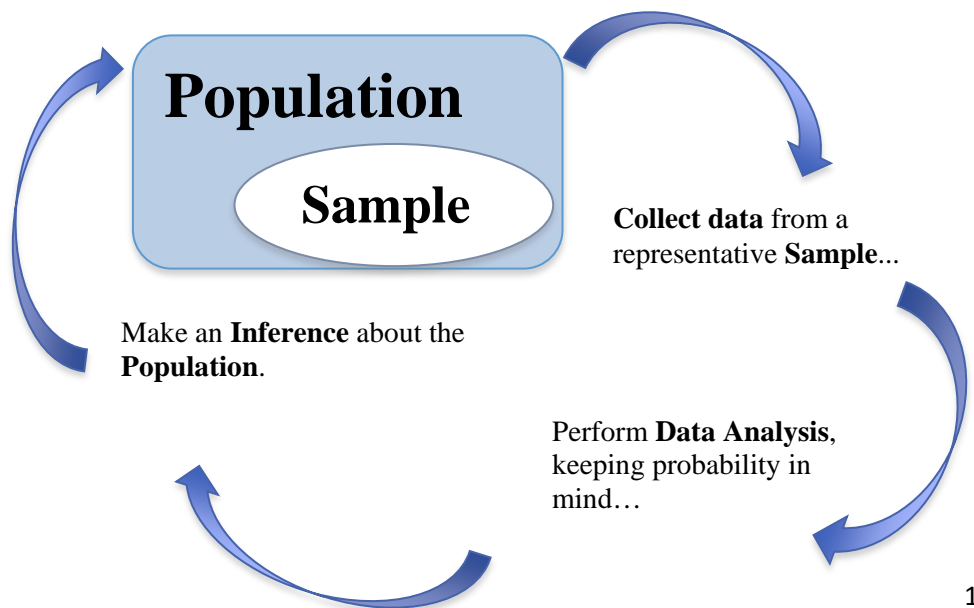 Population
Sample
Collect data from a
representative Sample...
Perform Data Analysis,
keeping probability in
mind…
Make an Inference about the
Population.
1